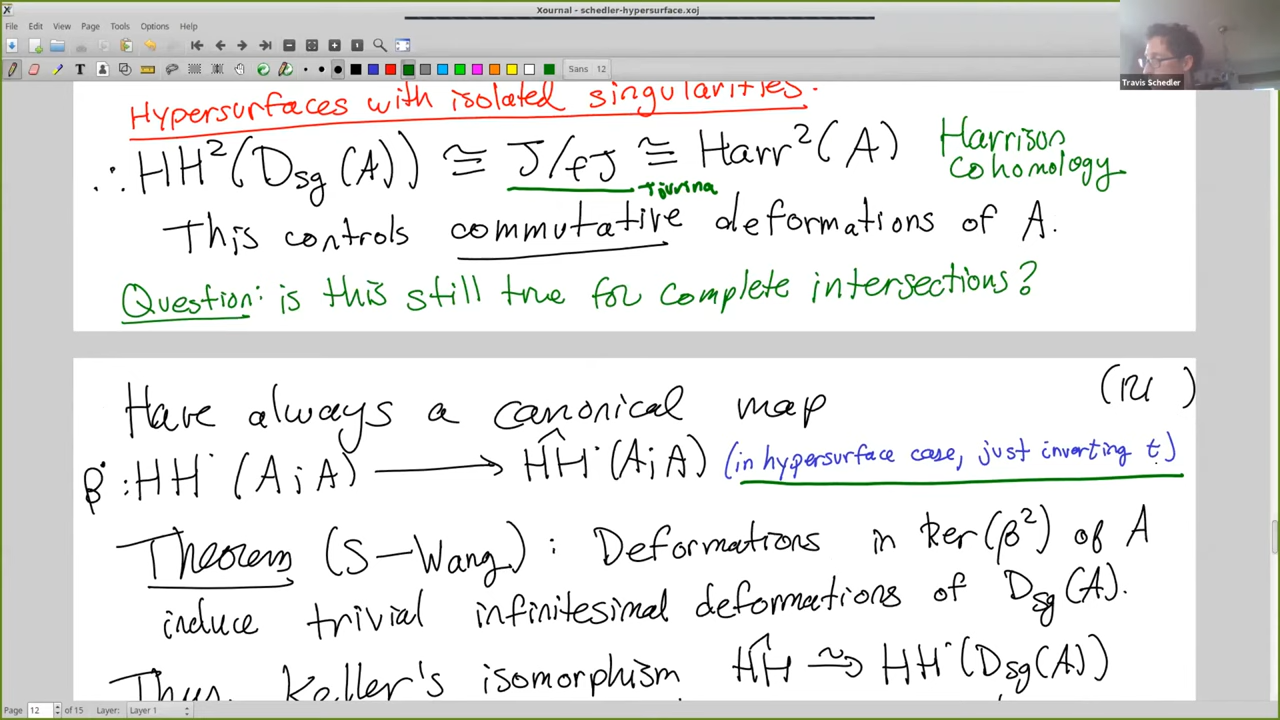 Xournal - schedler-hypersurface.xoj
File Edit View Page Tools Options Help
Sans 12
Travis Schedler
Hypersurfaces with isolated singularities.
∴ HH²(D_sg(A)) ≅ J/fJ ≅ Harr²(A)
Harrison
cohomology
Tjurina
This controls commutative deformations of A.
Question: is this still true for complete intersections?
Have always a canonical map
β˙: HH˙(A; A) ⟶ ĤH˙(A; A) (in hypersurface case, just inverting t)
Theorem (S—Wang): Deformations in ker(β²) of A
induce trivial infinitesimal deformations of D_sg(A).
Thus, Keller's isomorphism ĤH ⥲ HH˙(D_sg(A))
Page 12 of 15 Layer: Layer 1